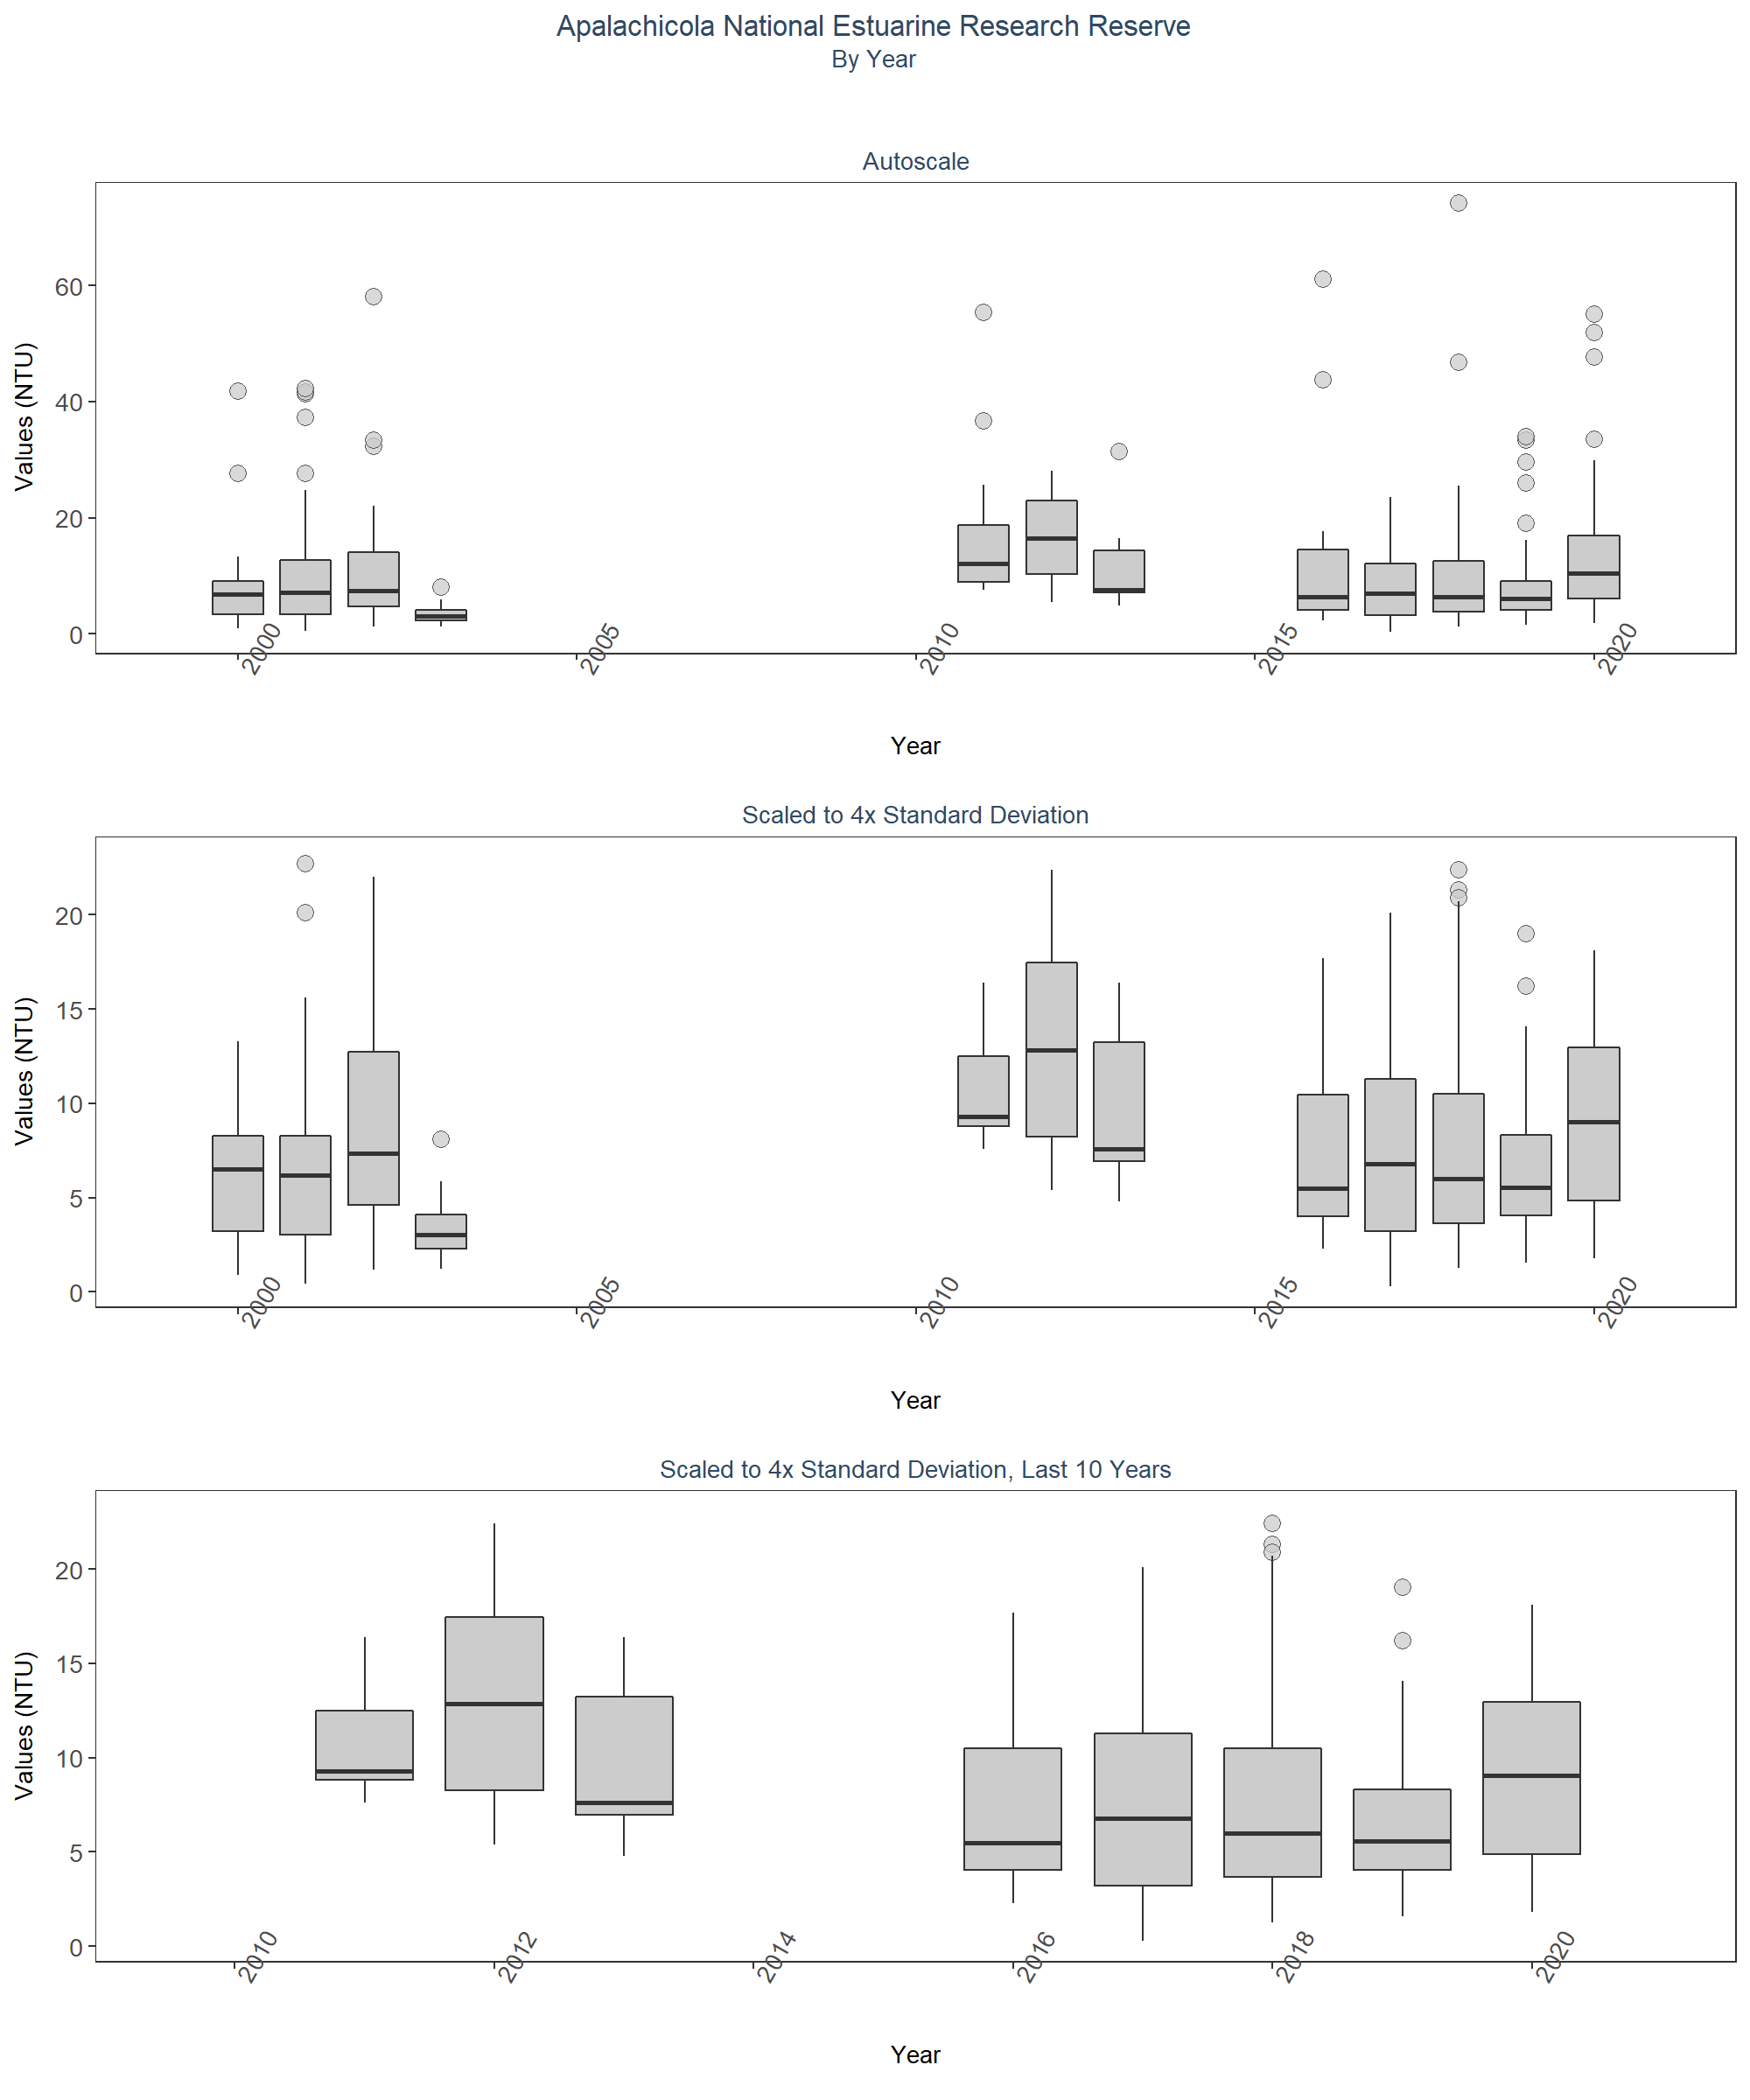 Apalachicola National Estuarine Research Reserve
By Year
Autoscale
Values (NTU)
60
40
20
0
2000 2005 2010 2015 2020
Year
Scaled to 4x Standard Deviation
Values (NTU)
20
15
10
5
0
2000 2005 2010 2015 2020
Year
Scaled to 4x Standard Deviation, Last 10 Years
Values (NTU)
20
15
10
5
0
2010 2012 2014 2016 2018 2020
Year